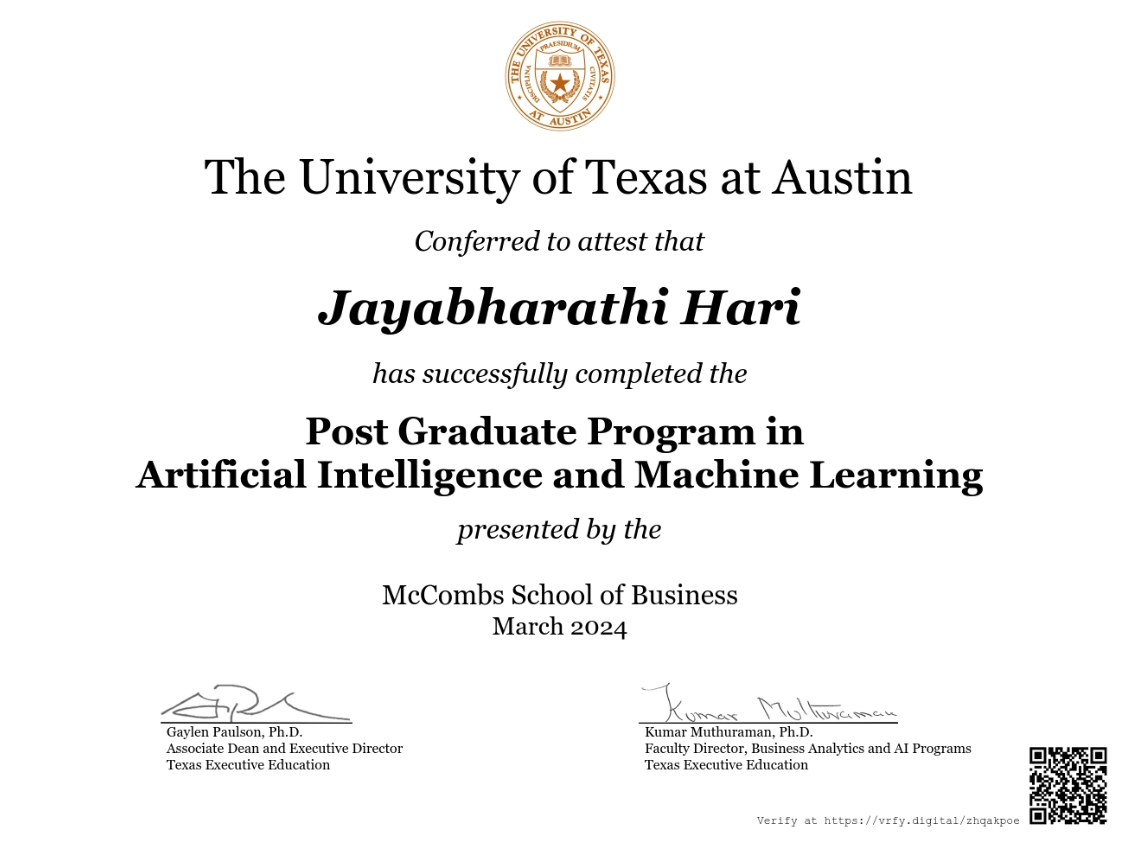 THE UNIVERSITY OF TEXAS
AT AUSTIN
PRAESIDIUM
DISCIPLINA
CIVITATIS
The University of Texas at Austin
Conferred to attest that
Jayabharathi Hari
has successfully completed the
Post Graduate Program in
Artificial Intelligence and Machine Learning
presented by the
McCombs School of Business
March 2024
Kumar Muthuraman
Gaylen Paulson, Ph.D.
Associate Dean and Executive Director
Texas Executive Education
Kumar Muthuraman, Ph.D.
Faculty Director, Business Analytics and AI Programs
Texas Executive Education
Verify at https://vrfy.digital/zhqakpoe